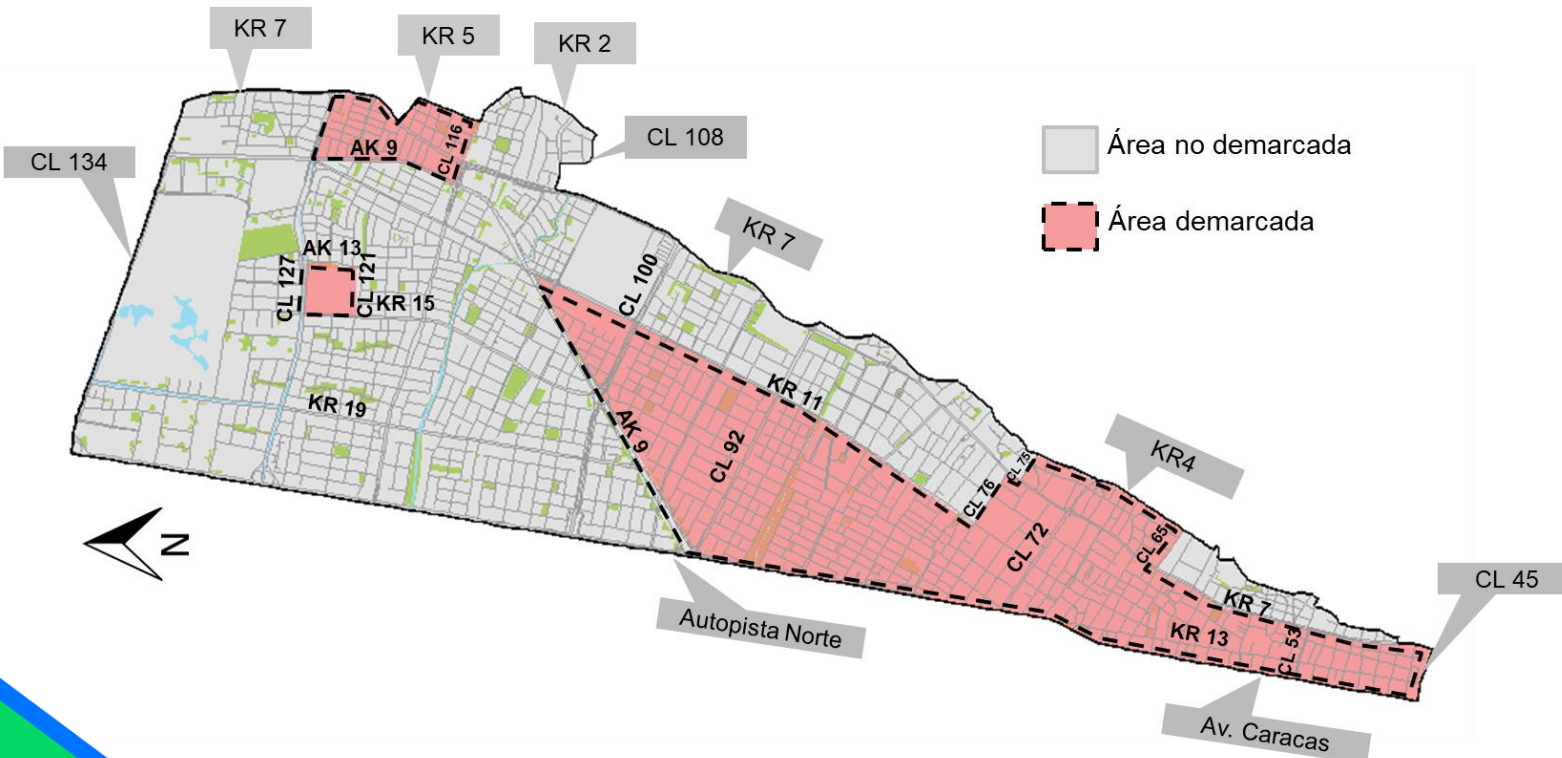 KR 7
KR 5
KR 2
CL 134
CL 108
AK 9
CL 116
Área no demarcada
Área demarcada
KR 7
AK 13
CL 127
CL 121
KR 15
CL 100
KR 19
KR 11
AK 9
CL 92
CL 76
CL 75
KR4
CL 72
CL 65
N
Autopista Norte
KR 7
KR 13
CL 53
CL 45
Av. Caracas